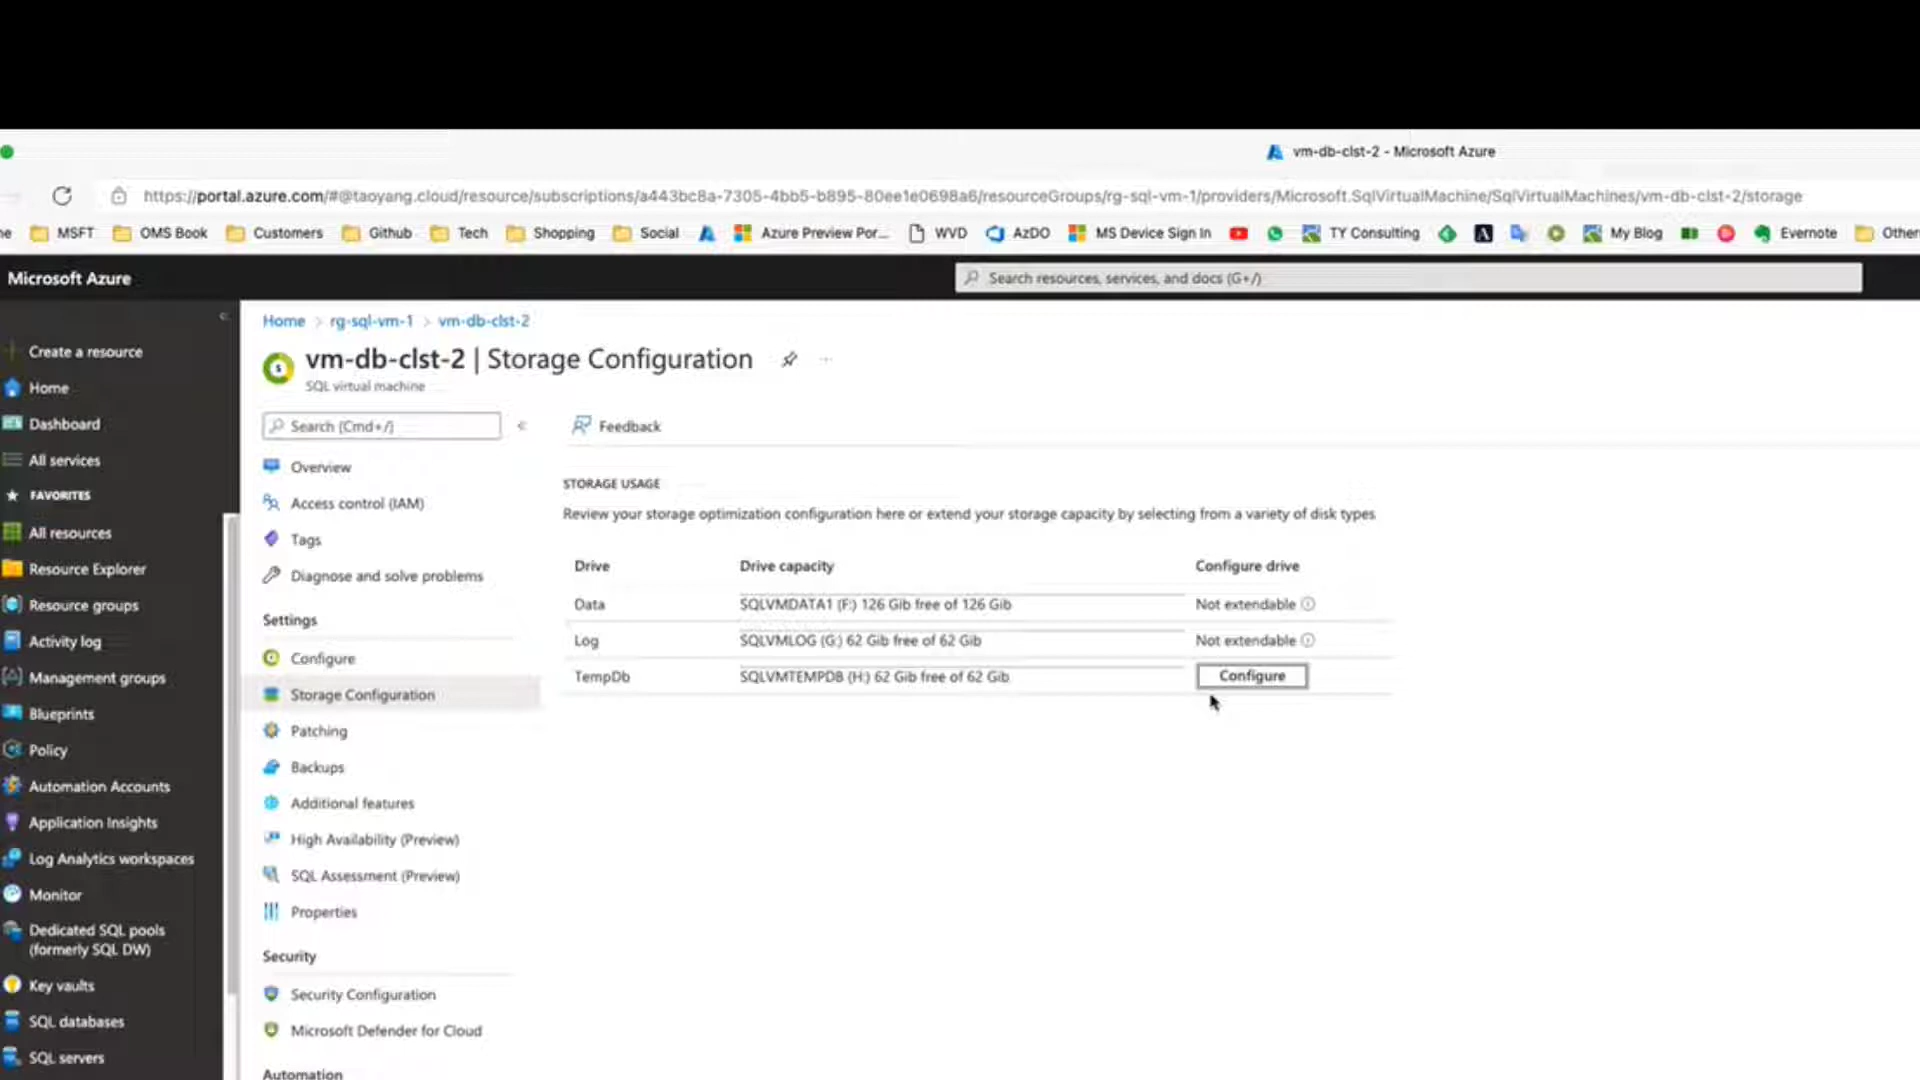 vm-db-clst-2 - Microsoft Azure
https://portal.azure.com/#@taoyang.cloud/resource/subscriptions/a443bc8a-7305-4bb5-b895-80ee1e0698a6/resourceGroups/rg-sql-vm-1/providers/Microsoft.SqlVirtualMachine/SqlVirtualMachines/vm-db-clst-2/storage
ne MSFT OMS Book Customers Github Tech Shopping Social Azure Preview Por... WVD AzDO MS Device Sign In TY Consulting A My Blog Evernote Other
Microsoft Azure
Search resources, services, and docs (G+/)
Create a resource
Home
Dashboard
All services
FAVORITES
All resources
Resource Explorer
Resource groups
Activity log
Management groups
Blueprints
Policy
Automation Accounts
Application Insights
Log Analytics workspaces
Monitor
Dedicated SQL pools
(formerly SQL DW)
Key vaults
SQL databases
SQL servers
Home > rg-sql-vm-1 > vm-db-clst-2
vm-db-clst-2 | Storage Configuration ...
SQL virtual machine
Search (Cmd+/)
«
Overview
Access control (IAM)
Tags
Diagnose and solve problems
Settings
Configure
Storage Configuration
Patching
Backups
Additional features
High Availability (Preview)
SQL Assessment (Preview)
Properties
Security
Security Configuration
Microsoft Defender for Cloud
Automation
Feedback
STORAGE USAGE
Review your storage optimization configuration here or extend your storage capacity by selecting from a variety of disk types
Drive Drive capacity Configure drive
Data SQLVMDATA1 (F:) 126 Gib free of 126 Gib Not extendable
Log SQLVMLOG (G:) 62 Gib free of 62 Gib Not extendable
TempDb SQLVMTEMPDB (H:) 62 Gib free of 62 Gib Configure